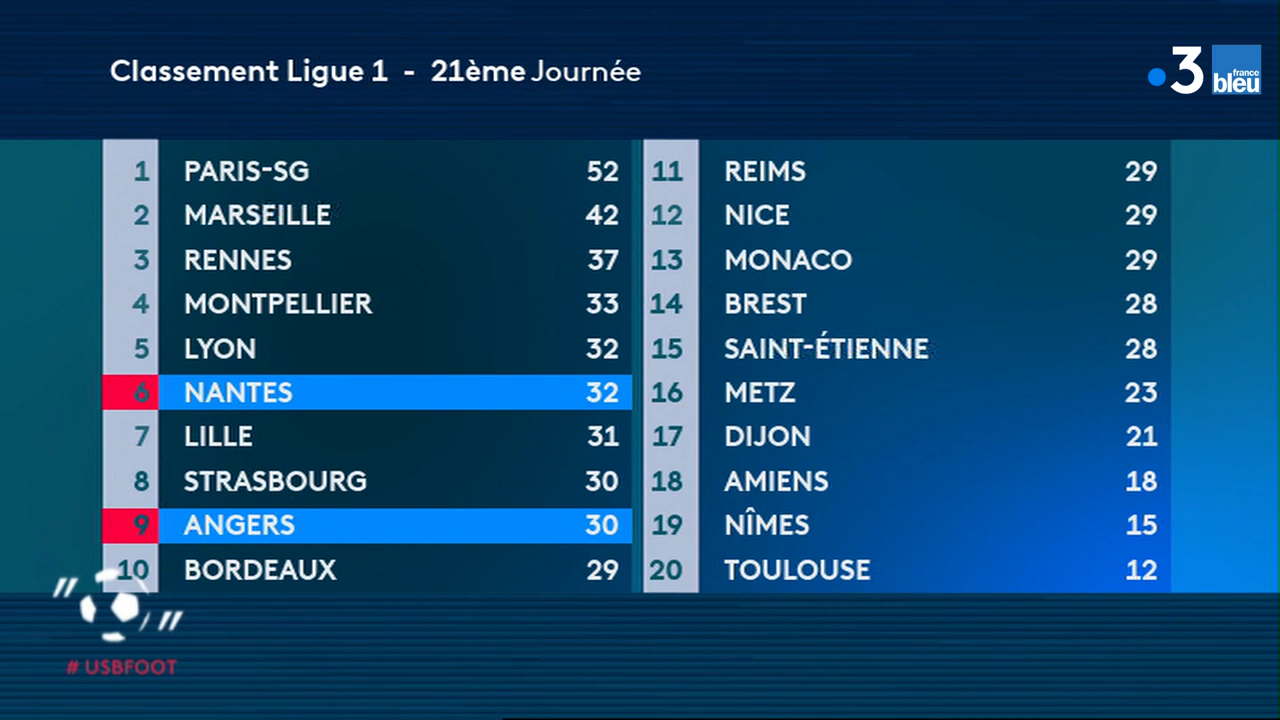 Classement Ligue 1 - 21ème Journée
3 france bleu
1 PARIS-SG 52
2 MARSEILLE 42
3 RENNES 37
4 MONTPELLIER 33
5 LYON 32
6 NANTES 32
7 LILLE 31
8 STRASBOURG 30
9 ANGERS 30
10 BORDEAUX 29
11 REIMS 29
12 NICE 29
13 MONACO 29
14 BREST 28
15 SAINT-ÉTIENNE 28
16 METZ 23
17 DIJON 21
18 AMIENS 18
19 NÎMES 15
20 TOULOUSE 12
# USBFOOT